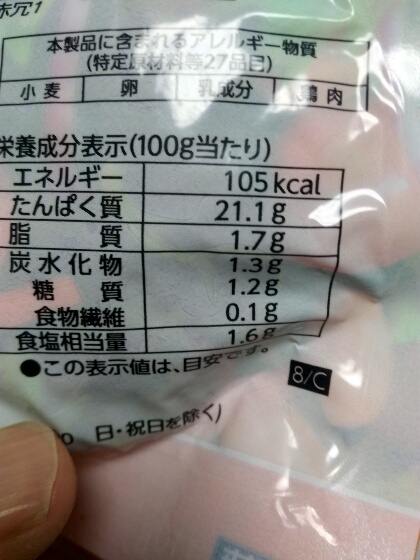 本製品に含まれるアレルギー物質
(特定原材料等27品目)
小麦 卵 乳成分 鶏肉
栄養成分表示(100g当たり)
エネルギー 105kcal
たんぱく質 21.1g
脂質 1.7g
炭水化物 1.3g
糖質 1.2g
食物繊維 0.1g
食塩相当量 1.6g
●この表示値は、目安です。
8/C
日・祝日を除く)